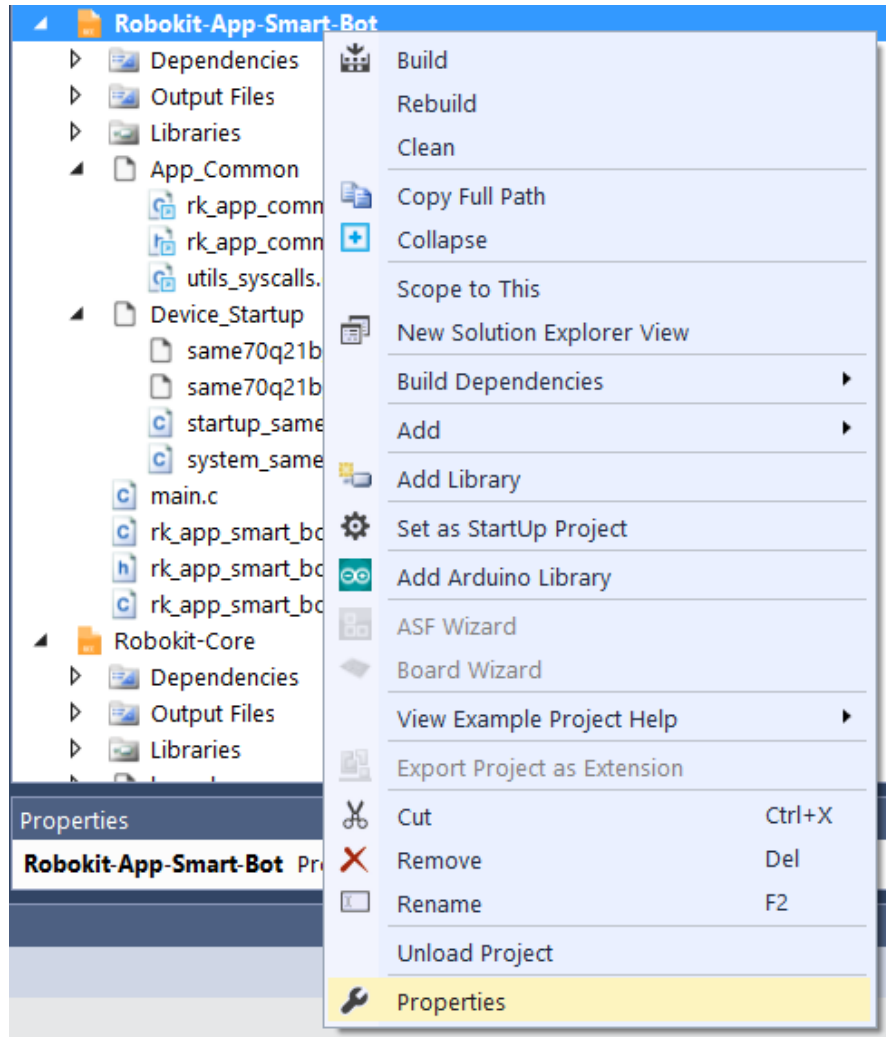 Robokit-App-Smart-Bot
Dependencies
Output Files
Libraries
App_Common
rk_app_comm
rk_app_comm
utils_syscalls.
Device_Startup
same70q21b
same70q21b
startup_same
system_same
main.c
rk_app_smart_bo
rk_app_smart_bo
rk_app_smart_bo
Robokit-Core
Dependencies
Output Files
Libraries
Properties
Robokit-App-Smart-Bot Pr
Build
Rebuild
Clean
Copy Full Path
Collapse
Scope to This
New Solution Explorer View
Build Dependencies
Add
Add Library
Set as StartUp Project
Add Arduino Library
ASF Wizard
Board Wizard
View Example Project Help
Export Project as Extension
Cut Ctrl+X
Remove Del
Rename F2
Unload Project
Properties